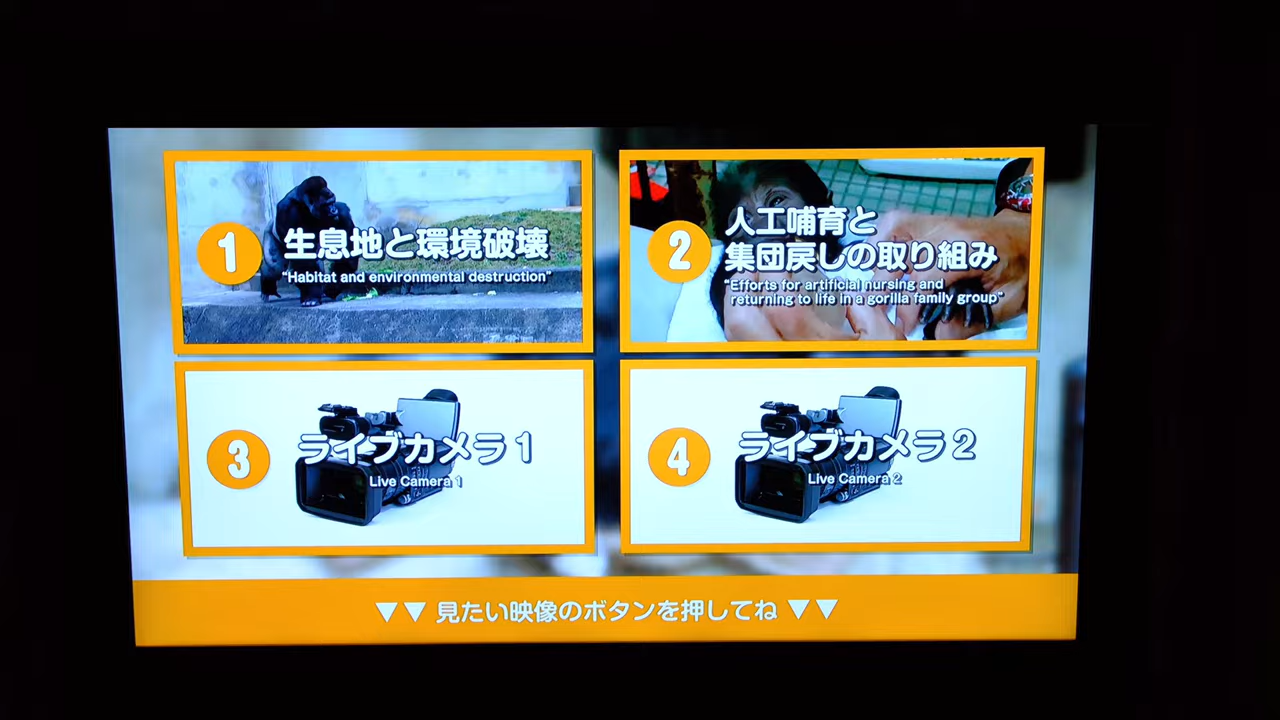 1
生息地と環境破壊
“Habitat and environmental destruction”
2
人工哺育と
集団戻しの取り組み
“Efforts for artificial nursing and
returning to life in a gorilla family group”
3
ライブカメラ1
Live Camera 1
4
ライブカメラ2
Live Camera 2
▼▼ 見たい映像のボタンを押してね ▼▼